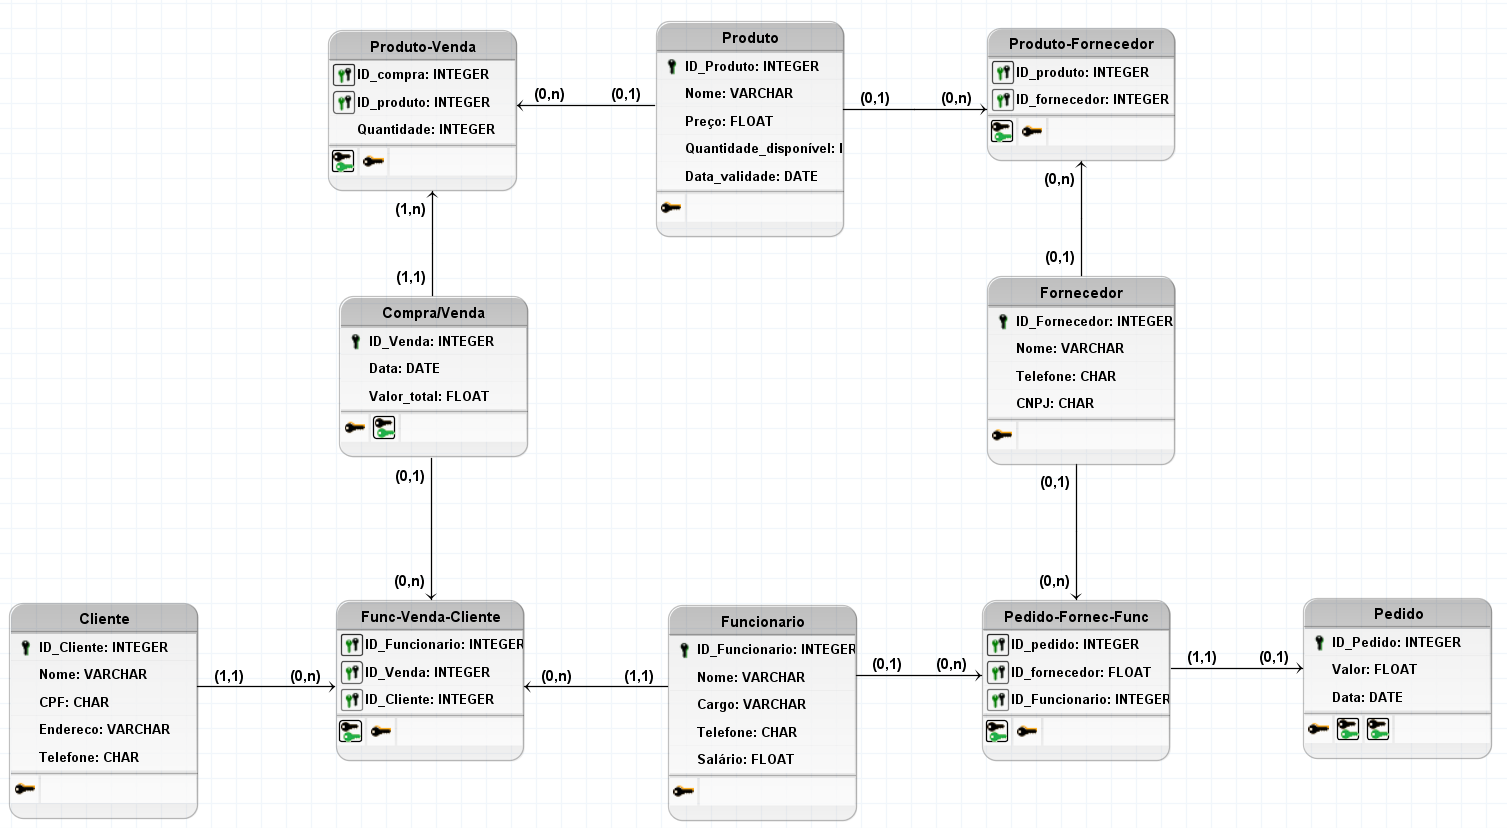 Produto-Venda
ID_compra: INTEGER
ID_produto: INTEGER
Quantidade: INTEGER
(0,n)
(0,1)
Produto
ID_Produto: INTEGER
Nome: VARCHAR
Preço: FLOAT
Quantidade_disponível: I
Data_validade: DATE
(0,1)
(0,n)
Produto-Fornecedor
ID_produto: INTEGER
ID_fornecedor: INTEGER
(1,n)
(1,1)
(0,n)
(0,1)
Compra/Venda
ID_Venda: INTEGER
Data: DATE
Valor_total: FLOAT
Fornecedor
ID_Fornecedor: INTEGER
Nome: VARCHAR
Telefone: CHAR
CNPJ: CHAR
(0,1)
(0,n)
(0,1)
(0,n)
Cliente
ID_Cliente: INTEGER
Nome: VARCHAR
CPF: CHAR
Endereco: VARCHAR
Telefone: CHAR
(1,1)
(0,n)
Func-Venda-Cliente
ID_Funcionario: INTEGER
ID_Venda: INTEGER
ID_Cliente: INTEGER
(0,n)
(1,1)
Funcionario
ID_Funcionario: INTEGER
Nome: VARCHAR
Cargo: VARCHAR
Telefone: CHAR
Salário: FLOAT
(0,1)
(0,n)
Pedido-Fornec-Func
ID_pedido: INTEGER
ID_fornecedor: FLOAT
ID_Funcionario: INTEGER
(1,1)
(0,1)
Pedido
ID_Pedido: INTEGER
Valor: FLOAT
Data: DATE